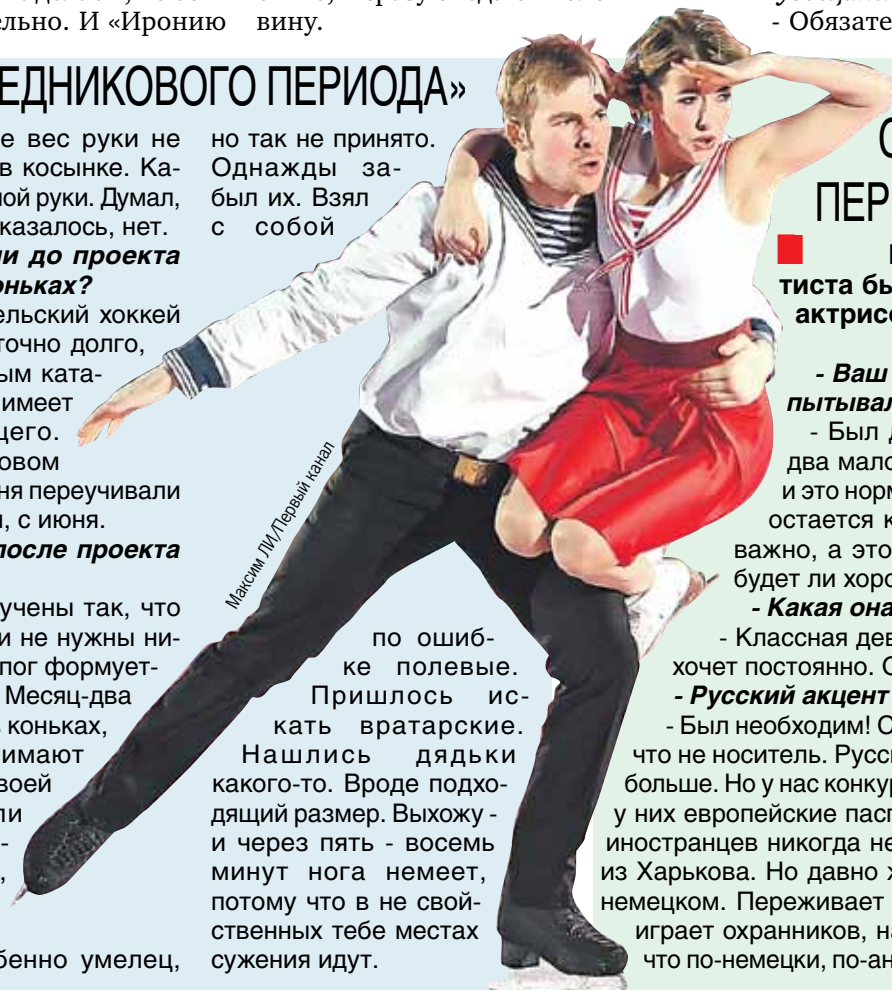 ельно. И «Иронию
вину.
- Обязате
ЕДНИКОВОГО ПЕРИОДА»
е вес руки не
в косынке. Ка-
ной руки. Думал,
казалось, нет.
ли до проекта
оньках?
ельский хоккей
точно долго,
ым ката-
имеет
щего.
овом
ня переучивали
и, с июня.
после проекта
учены так, что
и не нужны ни-
пог формует-
Месяц-два
коньках,
имают
воей
ли
-
,
бенно умелец,
но так не принято.
Однажды за-
был их. Взял
с собой
по ошиб-
ке полевые.
Пришлось ис-
кать вратарские.
Нашлись дядьки
какого-то. Вроде подхо-
дящий размер. Выхожу -
и через пять - восемь
минут нога немеет,
потому что в не свой-
ственных тебе местах
сужения идут.
Максим ЛИ/Первый канал
С
ПЕР
тиста бы
актрисо
- Ваш
пытывал
- Был д
два мало
и это норм
остается к
важно, а это
будет ли хоро
- Какая она
- Классная дев
хочет постоянно. С
- Русский акцент
- Был необходим! С
что не носитель. Русс
больше. Но у нас конку
у них европейские пасп
иностранцев никогда не
из Харькова. Но давно ж
немецком. Переживает
играет охранников, на
что по-немецки, по-ан